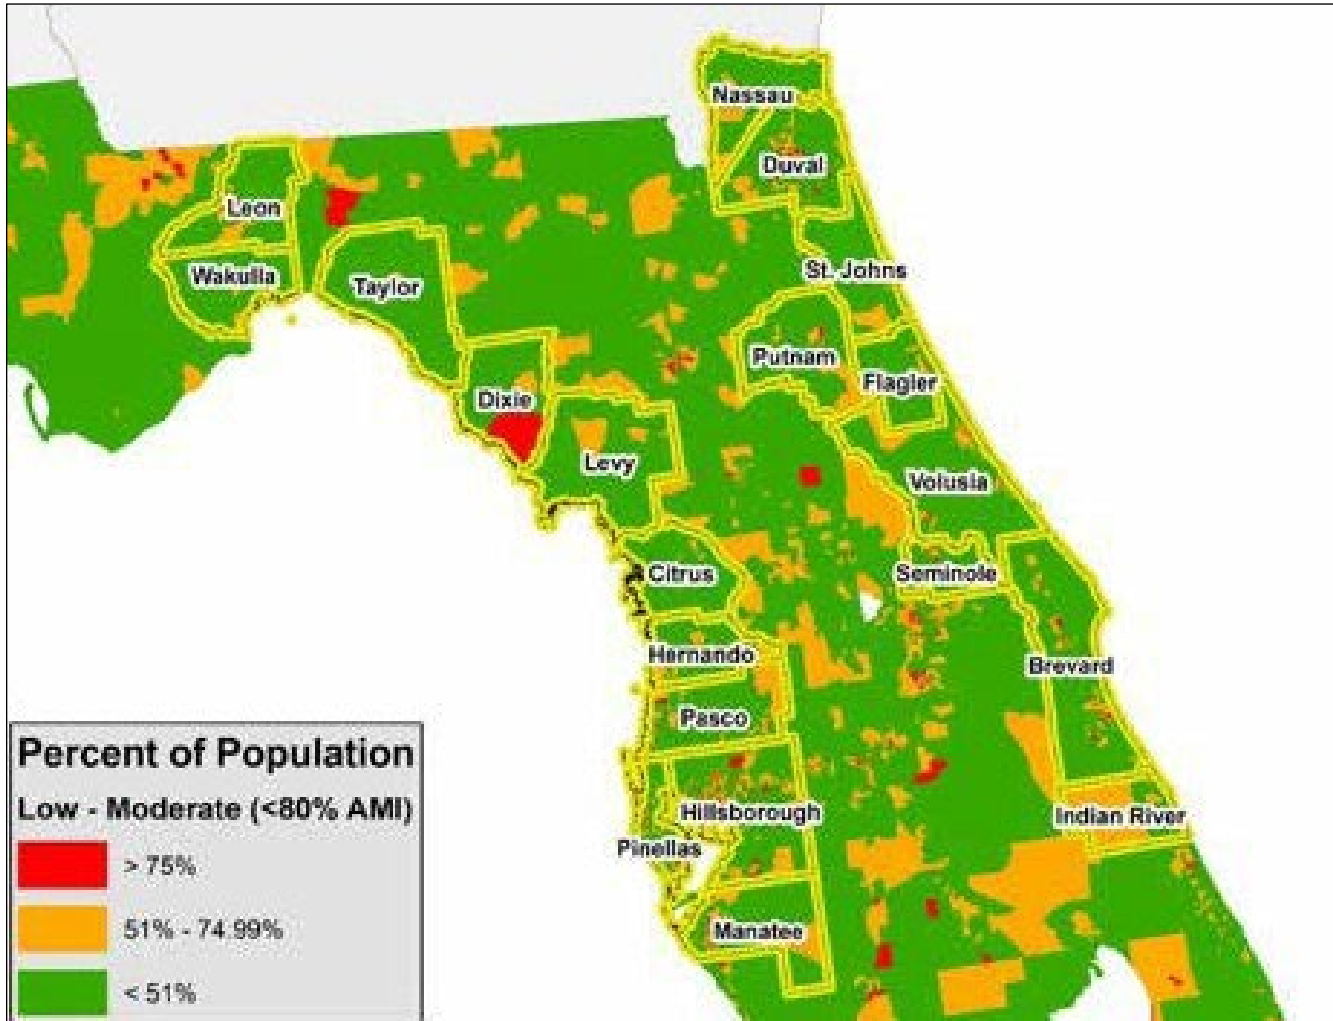 Nassau
Duval
Leon
St. Johns
Wakulla
Taylor
Putnam
Flagler
Dixie
Levy
Volusia
Citrus
Seminole
Hernando
Brevard
Pasco
Hillsborough
Indian River
Pinellas
Manatee
Percent of Population
Low - Moderate (<80% AMI)
> 75%
51% - 74.99%
< 51%